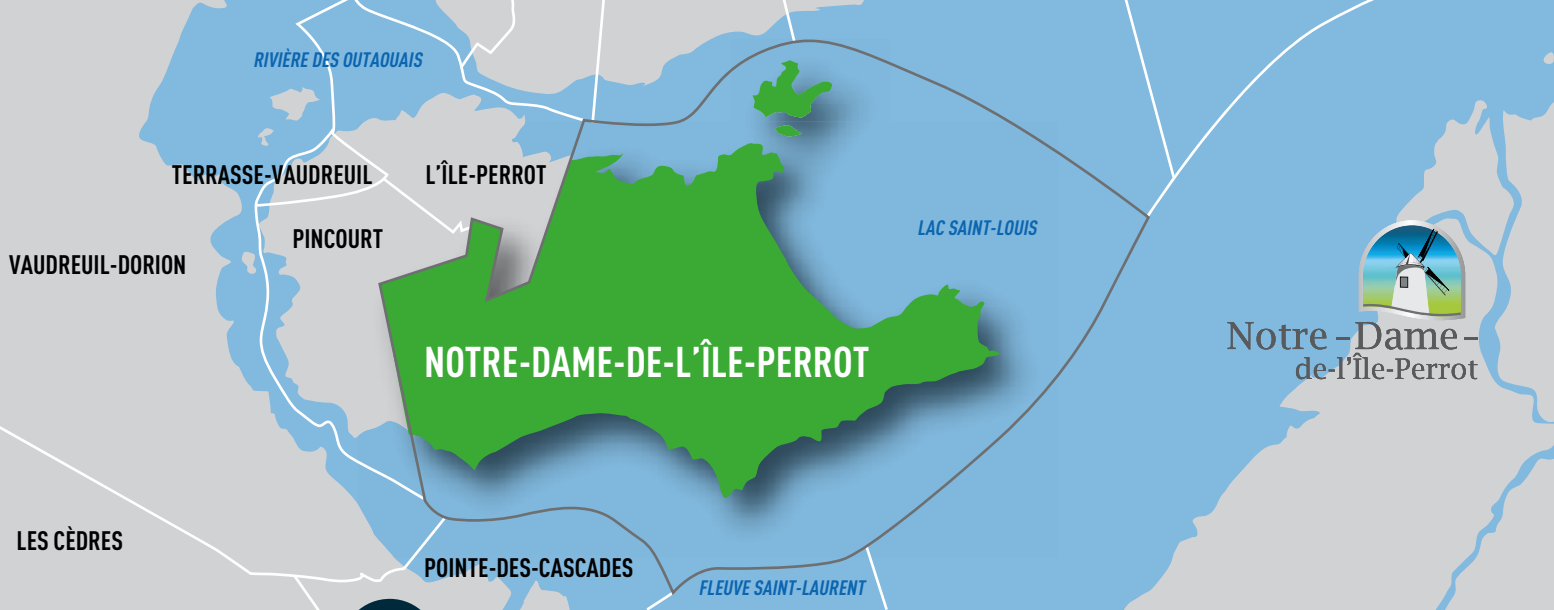 RIVIÈRE DES OUTAOUAIS
TERRASSE-VAUDREUIL
L'ÎLE-PERROT
PINCOURT
LAC SAINT-LOUIS
VAUDREUIL-DORION
NOTRE-DAME-DE-L'ÎLE-PERROT
Notre-Dame-
de-l'Île-Perrot
LES CÈDRES
POINTE-DES-CASCADES
FLEUVE SAINT-LAURENT